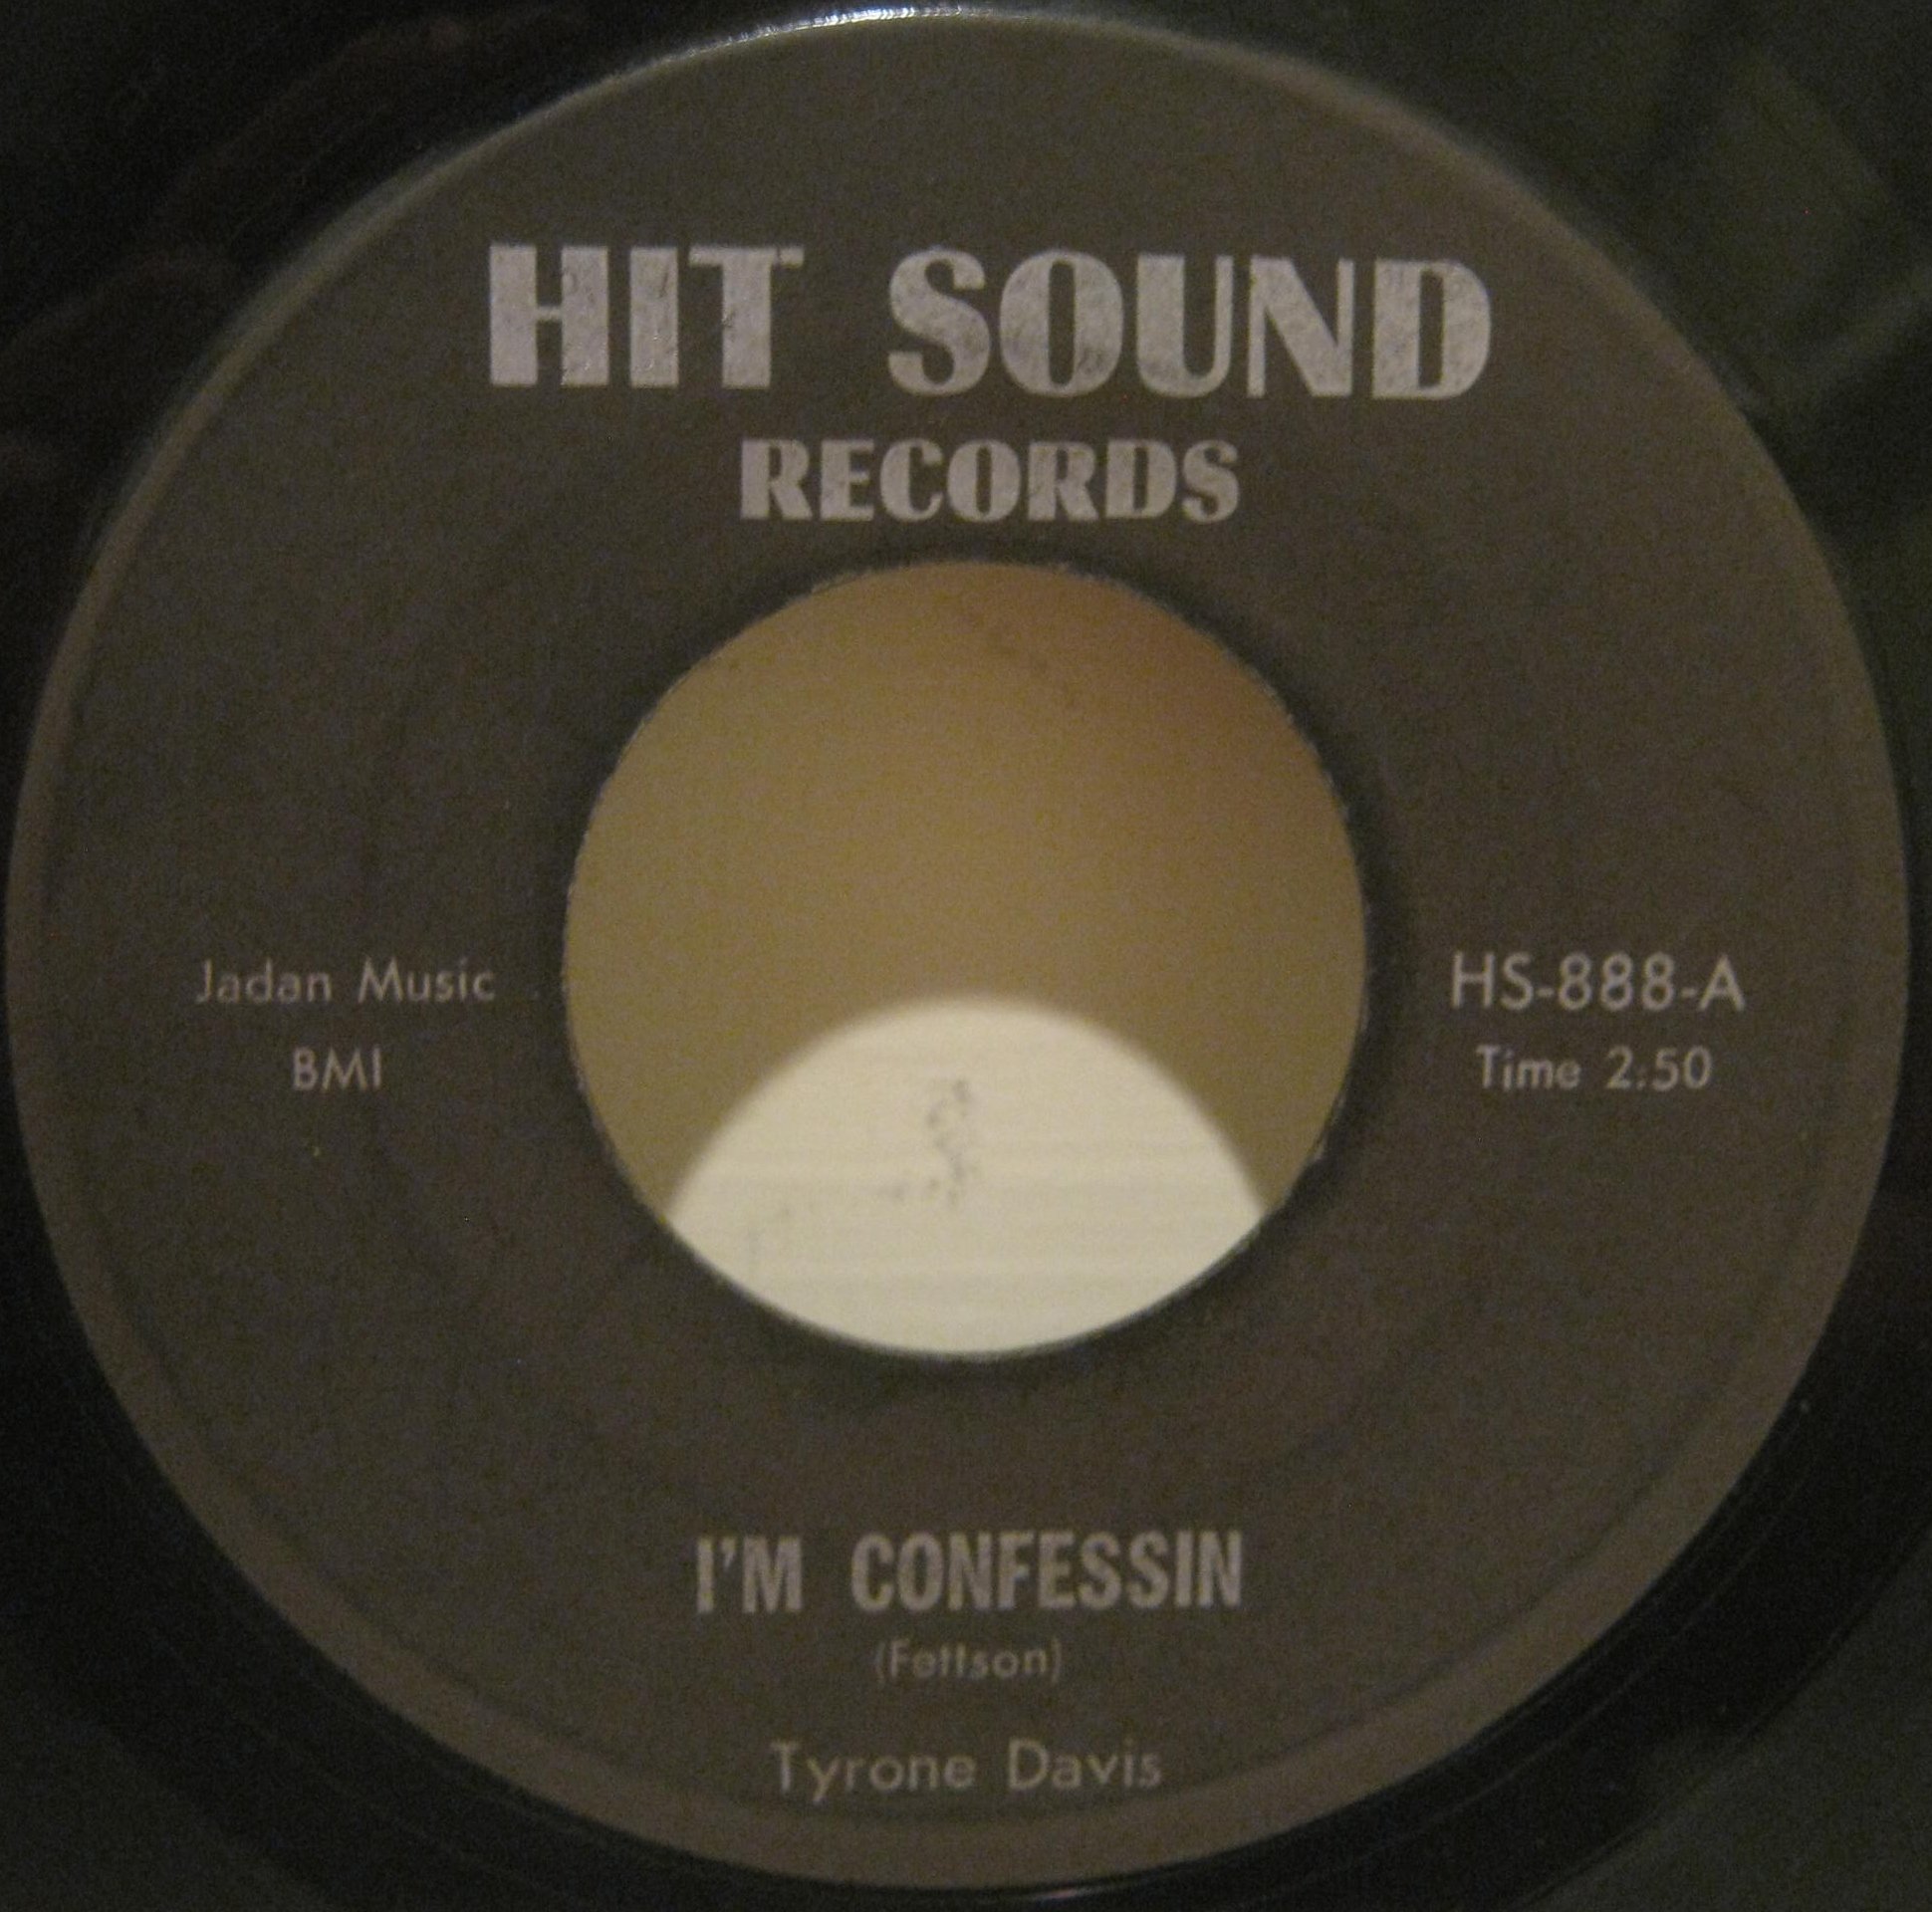 HIT SOUND
RECORDS
Jadan Music
BMI
HS-888-A
Time 2:50
I'M CONFESSIN
(Fettson)
Tyrone Davis